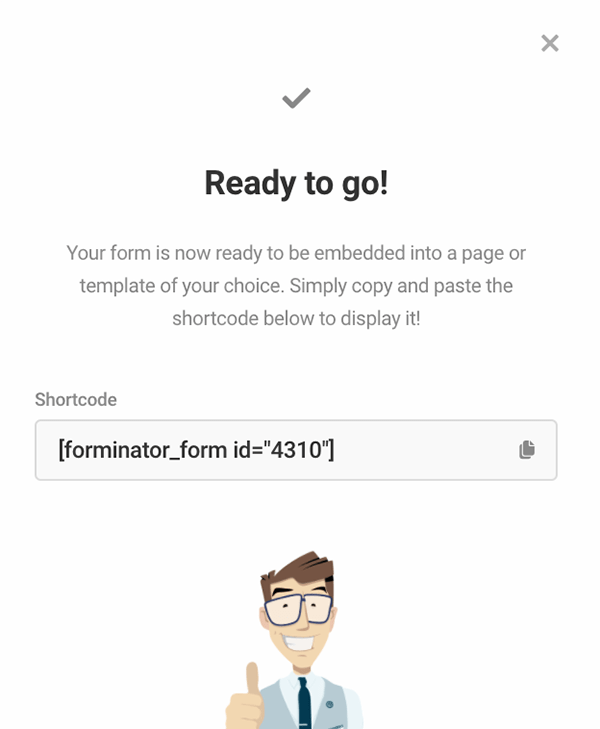 Ready to go!
Your form is now ready to be embedded into a page or
template of your choice. Simply copy and paste the
shortcode below to display it!
Shortcode
[forminator_form id="4310"]